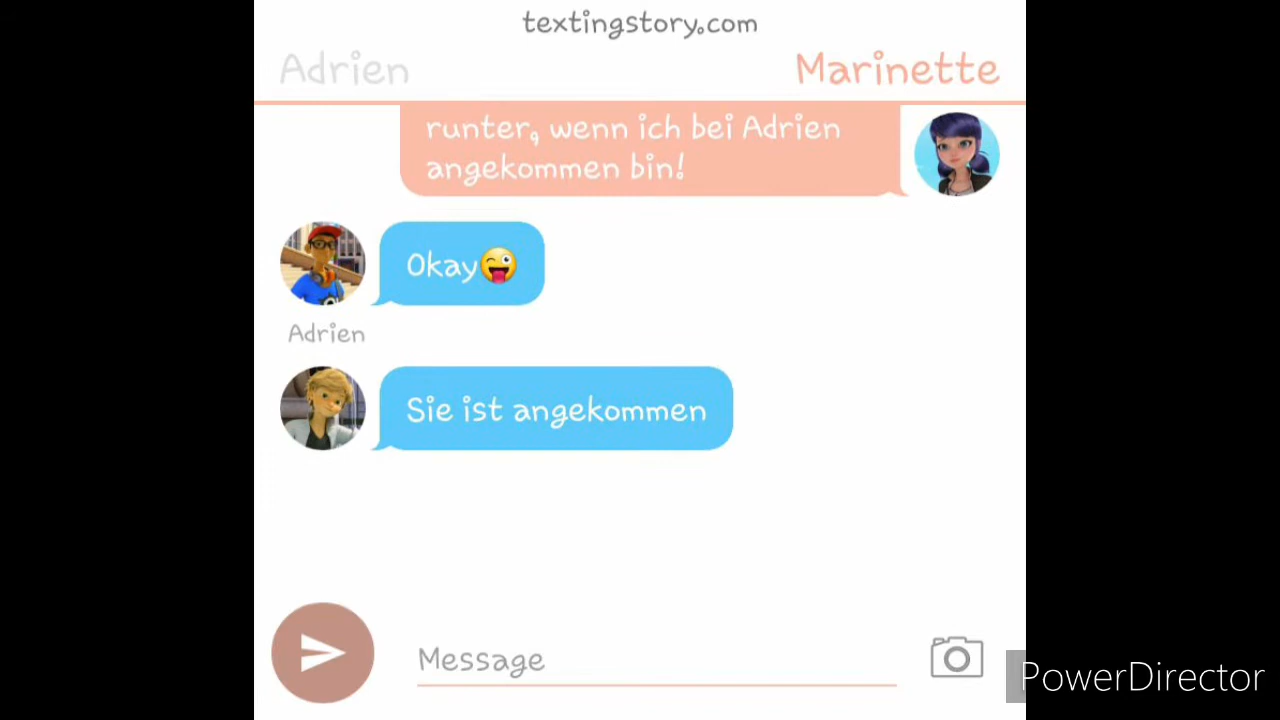 textingstory.com
Adrien
Marinette
runter, wenn ich bei Adrien
angekommen bin!
Okay😜
Adrien
Sie ist angekommen
Message
PowerDirector